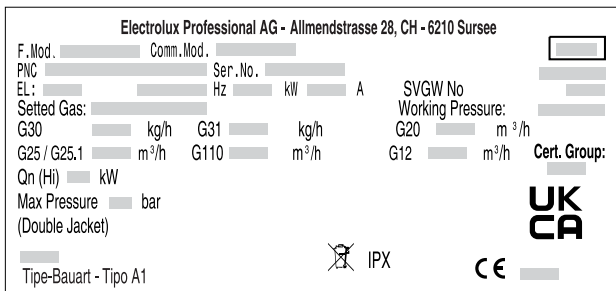 Electrolux Professional AG - Allmendstrasse 28, CH - 6210 Sursee
F.Mod. Comm.Mod.
PNC Ser.No.
EL: Hz kW A SVGW No
Setted Gas: Working Pressure:
G30 kg/h G31 kg/h G20 m³/h
G25 / G25.1 m³/h G110 m³/h G12 m³/h Cert. Group:
Qn (Hi) kW
Max Pressure bar
(Double Jacket)
UK
CA
IPX CE
Tipe-Bauart - Tipo A1